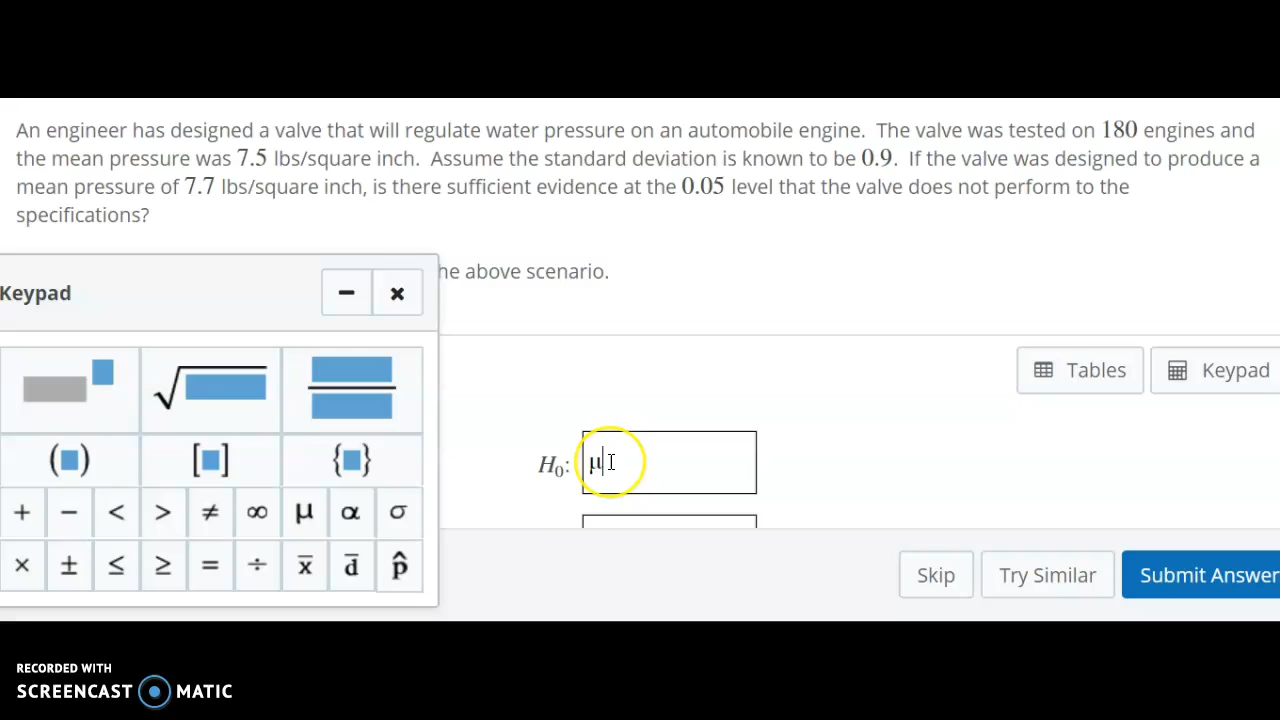 An engineer has designed a valve that will regulate water pressure on an automobile engine. The valve was tested on 180 engines and
the mean pressure was 7.5 lbs/square inch. Assume the standard deviation is known to be 0.9. If the valve was designed to produce a
mean pressure of 7.7 lbs/square inch, is there sufficient evidence at the 0.05 level that the valve does not perform to the
specifications?
he above scenario.
Keypad
Tables
Keypad
√
( ) [ ] { }
H₀: μ
+ − < > ≠ ∞ μ α σ
× ± ≤ ≥ = ÷ x̄ d̄ p̂
Skip
Try Similar
Submit Answer
RECORDED WITH
SCREENCAST MATIC